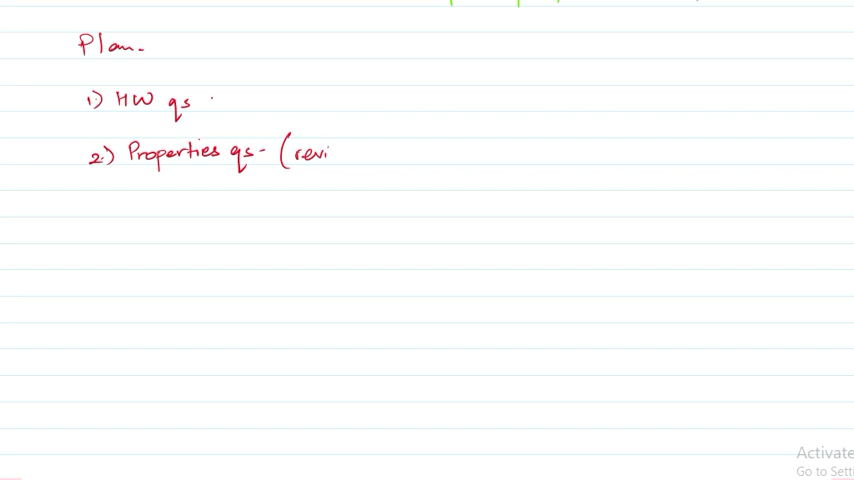 Plan.
1.) HW qs.
2.) Properties qs - (revi
Activate
Go to Setti